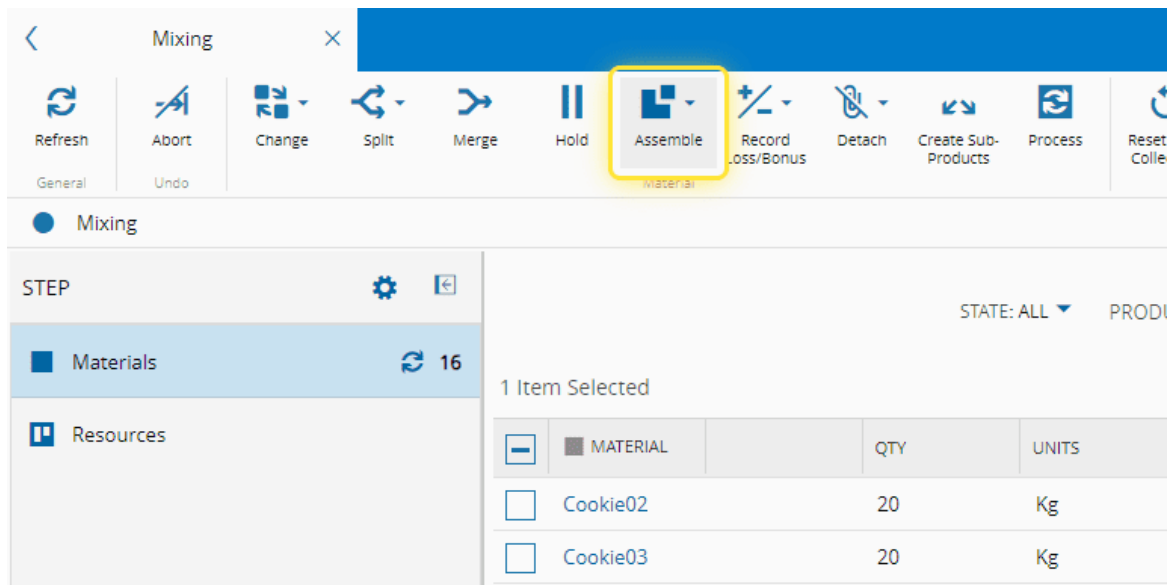 Mixing
Refresh
Abort
Change
Split
Merge
Hold
Assemble
Record
Loss/Bonus
Detach
Create Sub-
Products
Process
Reset
Colle
General
Undo
Material
Mixing
STEP
STATE: ALL
PRODU
Materials
16
1 Item Selected
Resources
MATERIAL QTY UNITS
Cookie02 20 Kg
Cookie03 20 Kg